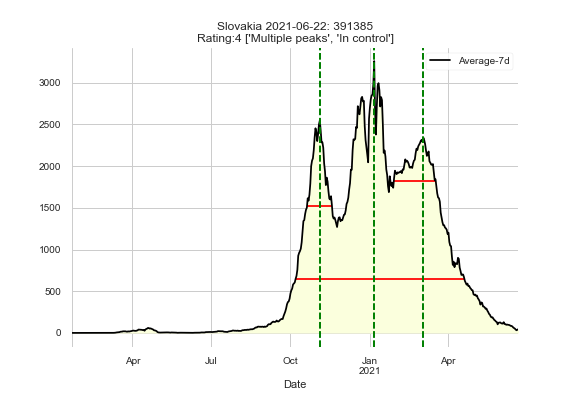 Slovakia 2021-06-22: 391385
Rating:4 ['Multiple peaks', 'In control']
Average-7d
3000
2500
2000
1500
1000
500
0
Apr
Jul
Oct
Jan
2021
Apr
Date